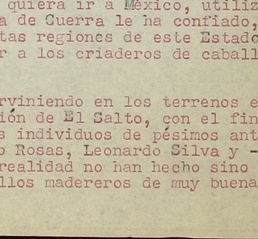 quiera ir a México, utiliz
a de Guerra le ha confiado,
tas regiones de este Estado
r a los criaderos de caball
rviniendo en los terrenos e
ión de El Salto, con el fin
s individuos de pésimos ant
o Rosas, Leonardo Silva y -
realidad no han hecho sino
llos madereros de muy buena